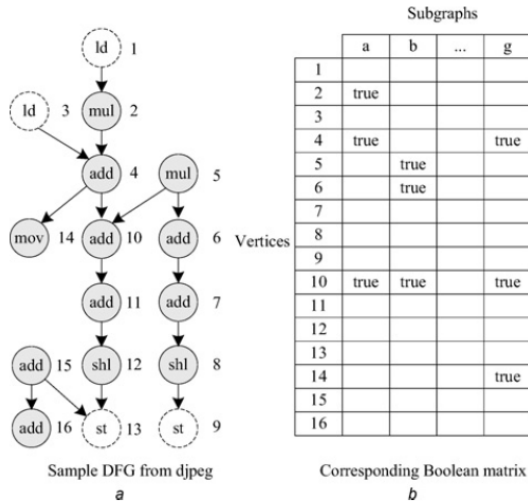 ld 1
ld 3 mul 2
add 4 mul 5
mov 14 add 10 add 6
add 11 add 7
add 15 shl 12 shl 8
add 16 st 13 st 9
Sample DFG from djpeg
a
Subgraphs
a b ... g
Vertices
1
2 true
3
4 true true
5 true
6 true
7
8
9
10 true true true
11
12
13
14 true
15
16
Corresponding Boolean matrix
b